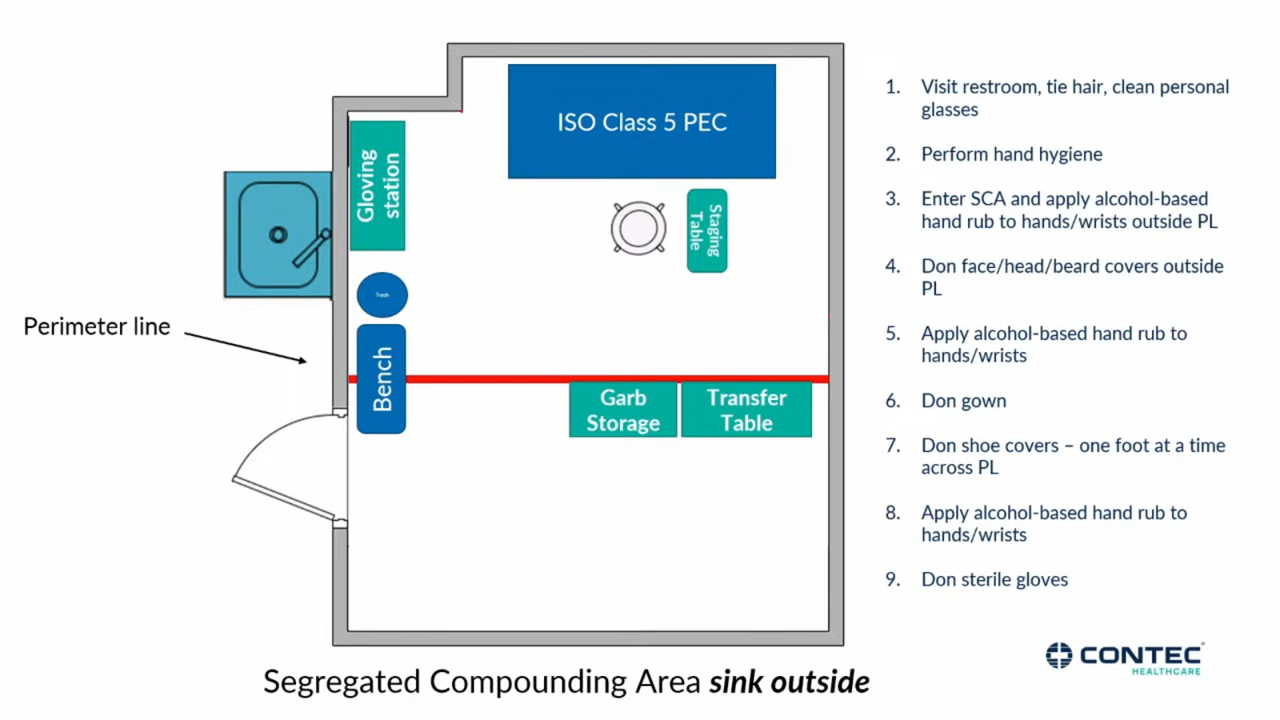 ISO Class 5 PEC
Gloving
station
Staging
Table
Trash
Bench
Perimeter line
Garb
Storage
Transfer
Table
Segregated Compounding Area sink outside
1. Visit restroom, tie hair, clean personal
glasses
2. Perform hand hygiene
3. Enter SCA and apply alcohol-based
hand rub to hands/wrists outside PL
4. Don face/head/beard covers outside
PL
5. Apply alcohol-based hand rub to
hands/wrists
6. Don gown
7. Don shoe covers – one foot at a time
across PL
8. Apply alcohol-based hand rub to
hands/wrists
9. Don sterile gloves
CONTEC
HEALTHCARE